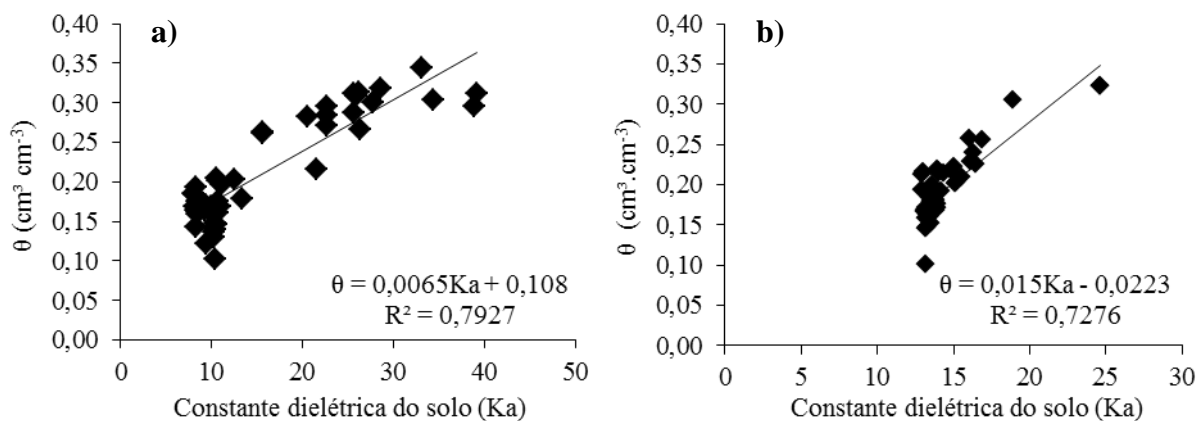 a)
θ (cm³ cm⁻³)
0,40
0,35
0,30
0,25
0,20
0,15
0,10
0,05
0,00
θ = 0,0065Ka + 0,108
R² = 0,7927
0 10 20 30 40 50
Constante dielétrica do solo (Ka)
b)
θ (cm³.cm⁻³)
0,40
0,35
0,30
0,25
0,20
0,15
0,10
0,05
0,00
θ = 0,015Ka - 0,0223
R² = 0,7276
0 5 10 15 20 25 30
Constante dielétrica do solo (Ka)